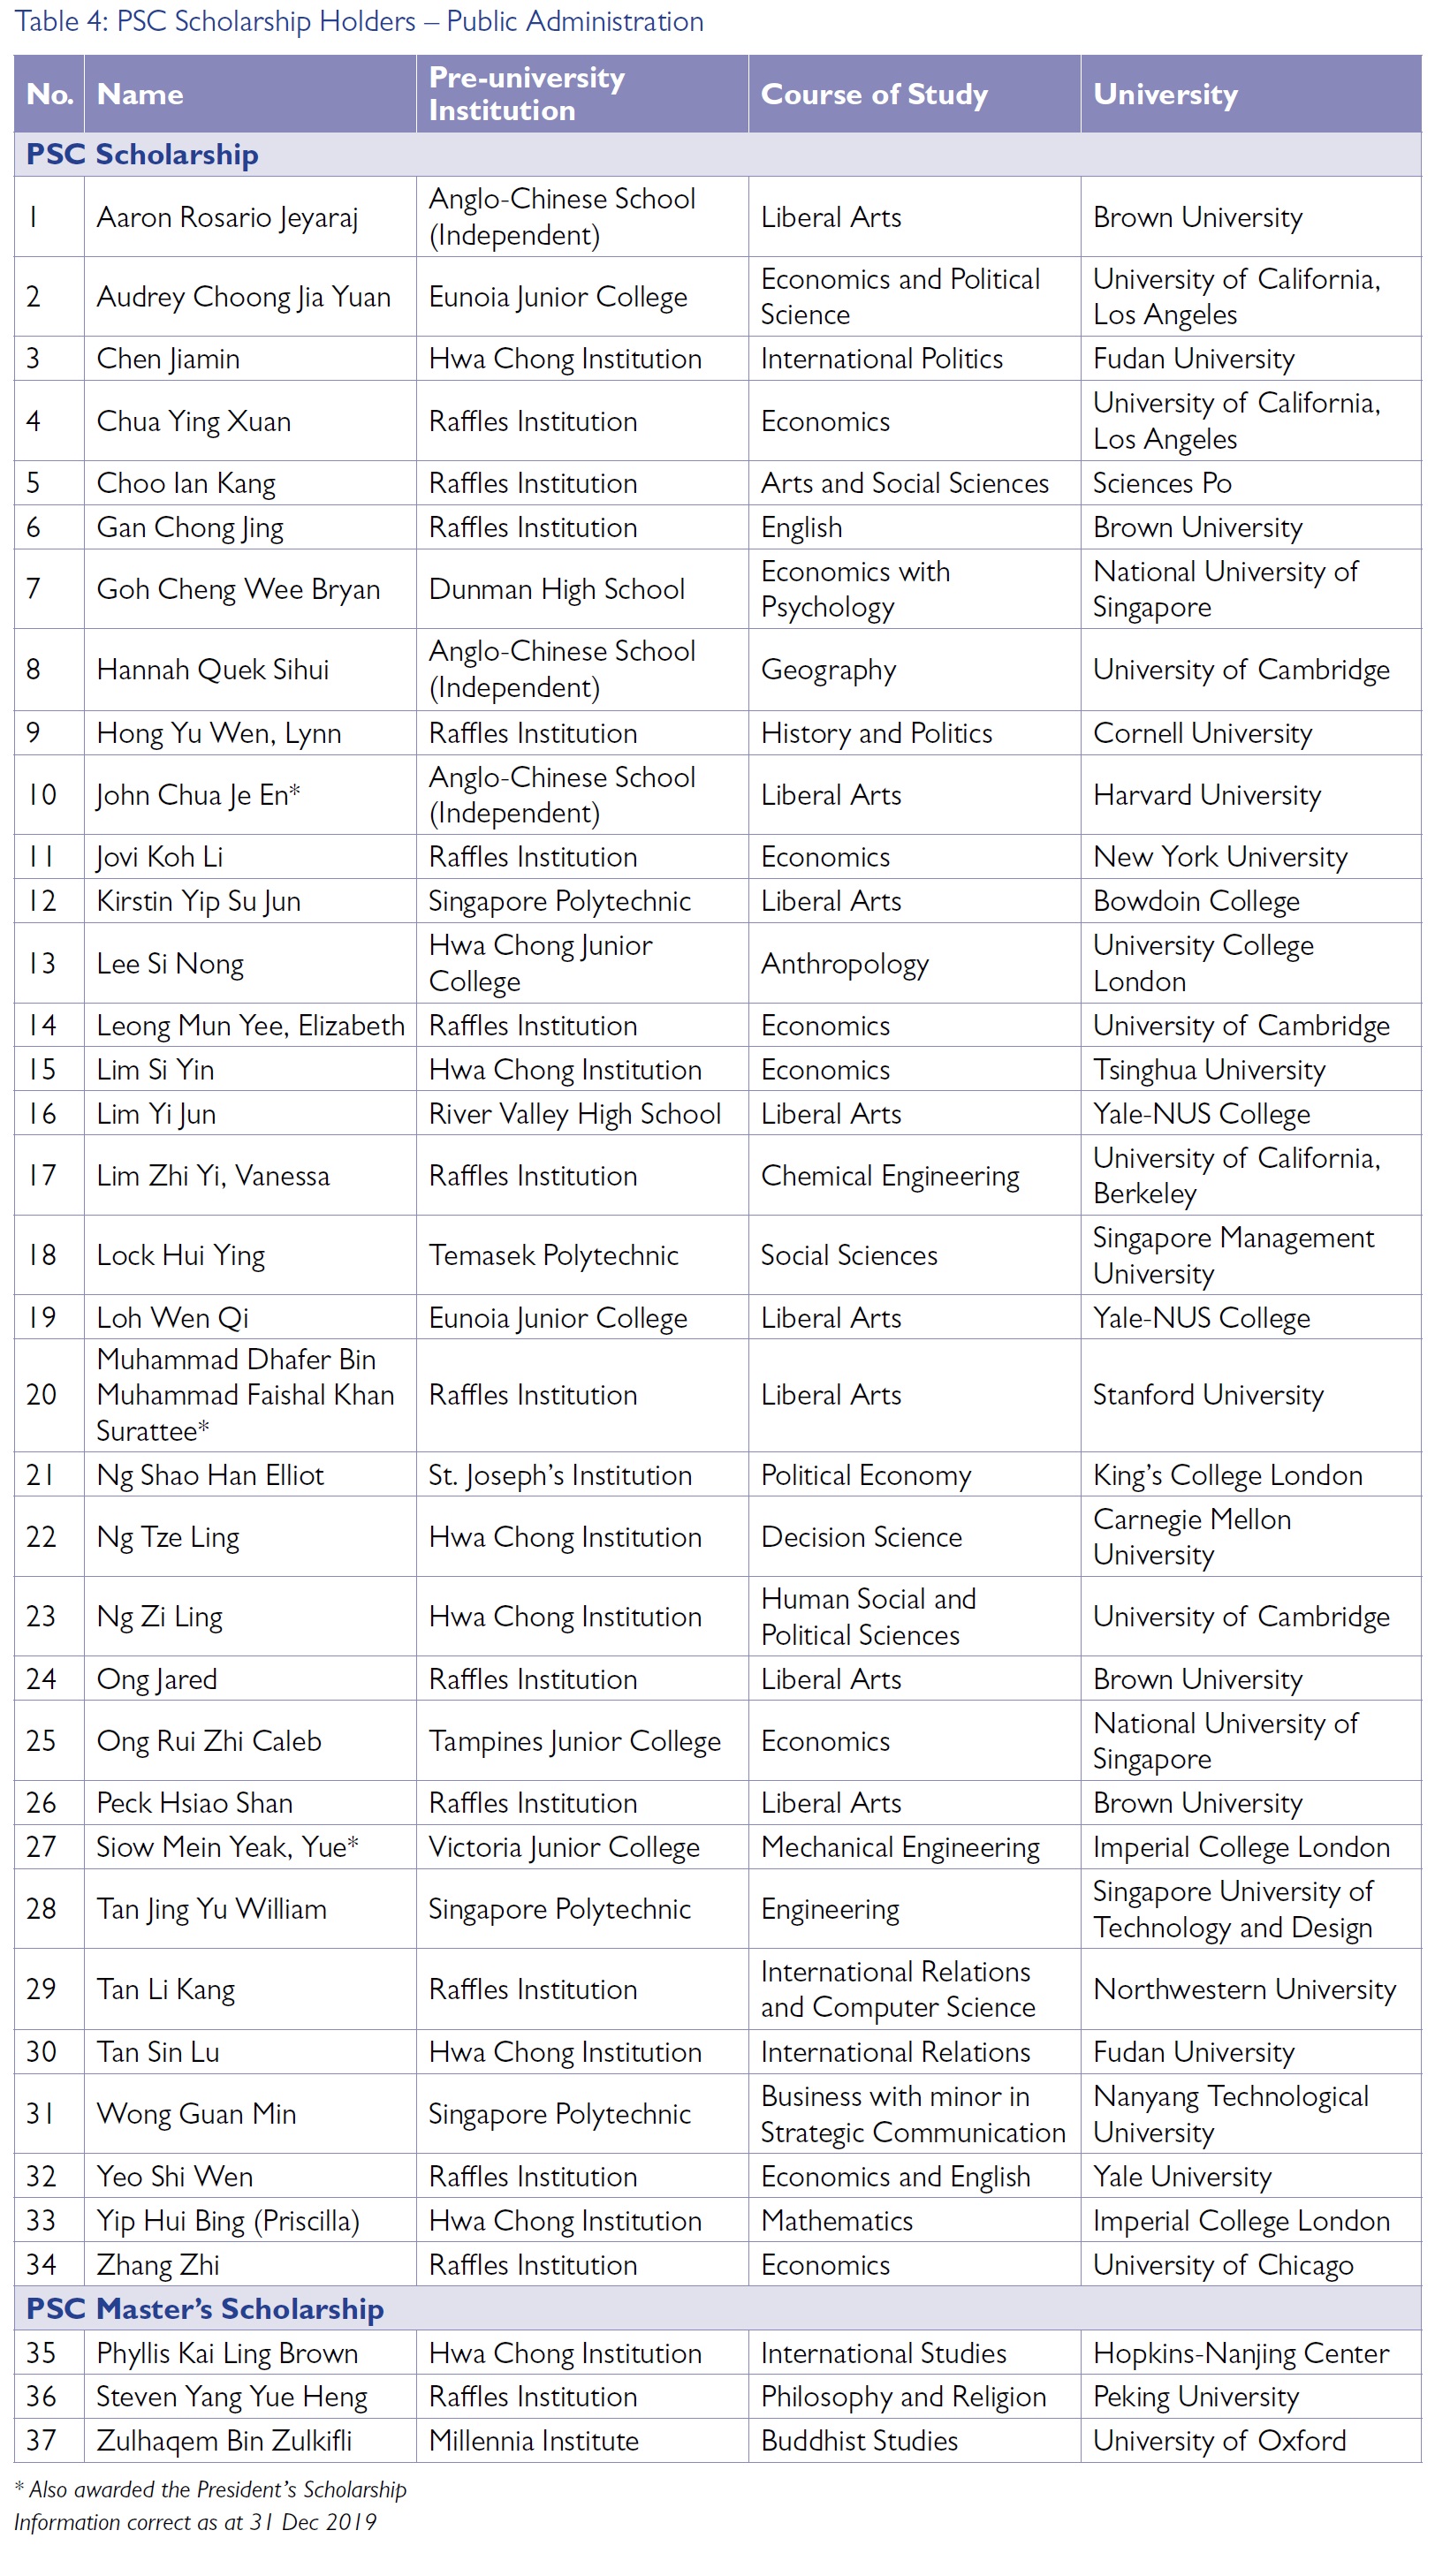 Table 4: PSC Scholarship Holders – Public Administration
No. Name Pre-university Institution Course of Study University
PSC Scholarship
1 Aaron Rosario Jeyaraj Anglo-Chinese School (Independent) Liberal Arts Brown University
2 Audrey Choong Jia Yuan Eunoia Junior College Economics and Political Science University of California, Los Angeles
3 Chen Jiamin Hwa Chong Institution International Politics Fudan University
4 Chua Ying Xuan Raffles Institution Economics University of California, Los Angeles
5 Choo Ian Kang Raffles Institution Arts and Social Sciences Sciences Po
6 Gan Chong Jing Raffles Institution English Brown University
7 Goh Cheng Wee Bryan Dunman High School Economics with Psychology National University of Singapore
8 Hannah Quek Sihui Anglo-Chinese School (Independent) Geography University of Cambridge
9 Hong Yu Wen, Lynn Raffles Institution History and Politics Cornell University
10 John Chua Je En* Anglo-Chinese School (Independent) Liberal Arts Harvard University
11 Jovi Koh Li Raffles Institution Economics New York University
12 Kirstin Yip Su Jun Singapore Polytechnic Liberal Arts Bowdoin College
13 Lee Si Nong Hwa Chong Junior College Anthropology University College London
14 Leong Mun Yee, Elizabeth Raffles Institution Economics University of Cambridge
15 Lim Si Yin Hwa Chong Institution Economics Tsinghua University
16 Lim Yi Jun River Valley High School Liberal Arts Yale-NUS College
17 Lim Zhi Yi, Vanessa Raffles Institution Chemical Engineering University of California, Berkeley
18 Lock Hui Ying Temasek Polytechnic Social Sciences Singapore Management University
19 Loh Wen Qi Eunoia Junior College Liberal Arts Yale-NUS College
20 Muhammad Dhafer Bin Muhammad Faishal Khan Surattee* Raffles Institution Liberal Arts Stanford University
21 Ng Shao Han Elliot St. Joseph’s Institution Political Economy King’s College London
22 Ng Tze Ling Hwa Chong Institution Decision Science Carnegie Mellon University
23 Ng Zi Ling Hwa Chong Institution Human Social and Political Sciences University of Cambridge
24 Ong Jared Raffles Institution Liberal Arts Brown University
25 Ong Rui Zhi Caleb Tampines Junior College Economics National University of Singapore
26 Peck Hsiao Shan Raffles Institution Liberal Arts Brown University
27 Siow Mein Yeak, Yue* Victoria Junior College Mechanical Engineering Imperial College London
28 Tan Jing Yu William Singapore Polytechnic Engineering Singapore University of Technology and Design
29 Tan Li Kang Raffles Institution International Relations and Computer Science Northwestern University
30 Tan Sin Lu Hwa Chong Institution International Relations Fudan University
31 Wong Guan Min Singapore Polytechnic Business with minor in Strategic Communication Nanyang Technological University
32 Yeo Shi Wen Raffles Institution Economics and English Yale University
33 Yip Hui Bing (Priscilla) Hwa Chong Institution Mathematics Imperial College London
34 Zhang Zhi Raffles Institution Economics University of Chicago
PSC Master’s Scholarship
35 Phyllis Kai Ling Brown Hwa Chong Institution International Studies Hopkins-Nanjing Center
36 Steven Yang Yue Heng Raffles Institution Philosophy and Religion Peking University
37 Zulhaqem Bin Zulkifli Millennia Institute Buddhist Studies University of Oxford
* Also awarded the President’s Scholarship
Information correct as at 31 Dec 2019